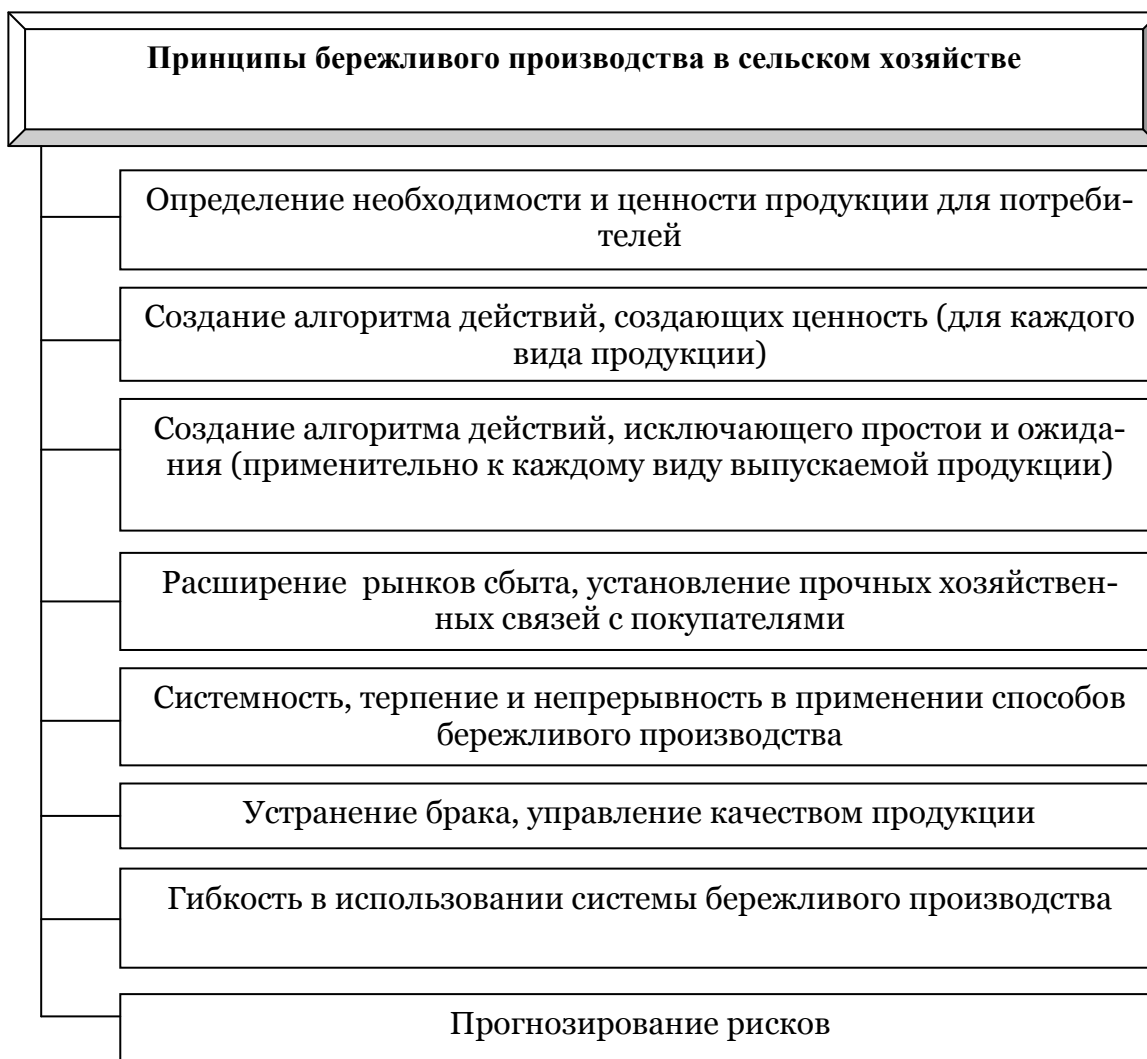 Принципы бережливого производства в сельском хозяйстве
Определение необходимости и ценности продукции для потреби-
телей
Создание алгоритма действий, создающих ценность (для каждого
вида продукции)
Создание алгоритма действий, исключающего простои и ожида-
ния (применительно к каждому виду выпускаемой продукции)
Расширение  рынков сбыта, установление прочных хозяйствен-
ных связей с покупателями
Системность, терпение и непрерывность в применении способов
бережливого производства
Устранение брака, управление качеством продукции
Гибкость в использовании системы бережливого производства
Прогнозирование рисков